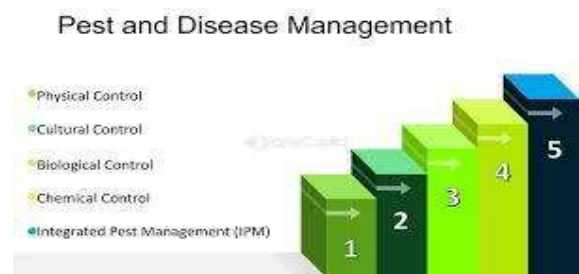 Pest and Disease Management
Physical Control
Cultural Control
Biological Control
Chemical Control
Integrated Pest Management (IPM)
1
2
3
4
5